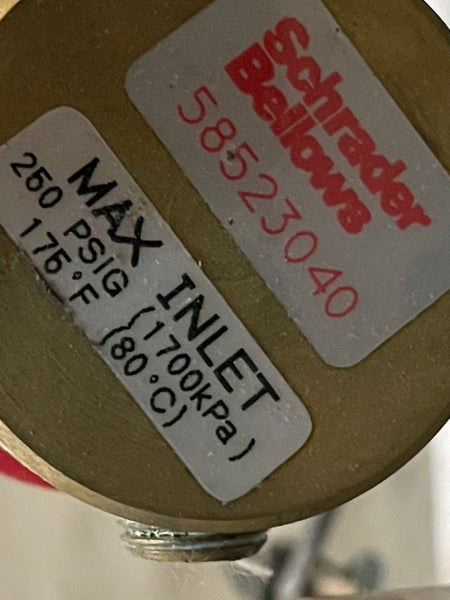 Schrader
Bellows
58523040
MAX INLET
250 PSIG (1700kPa)
175°F (80°C)